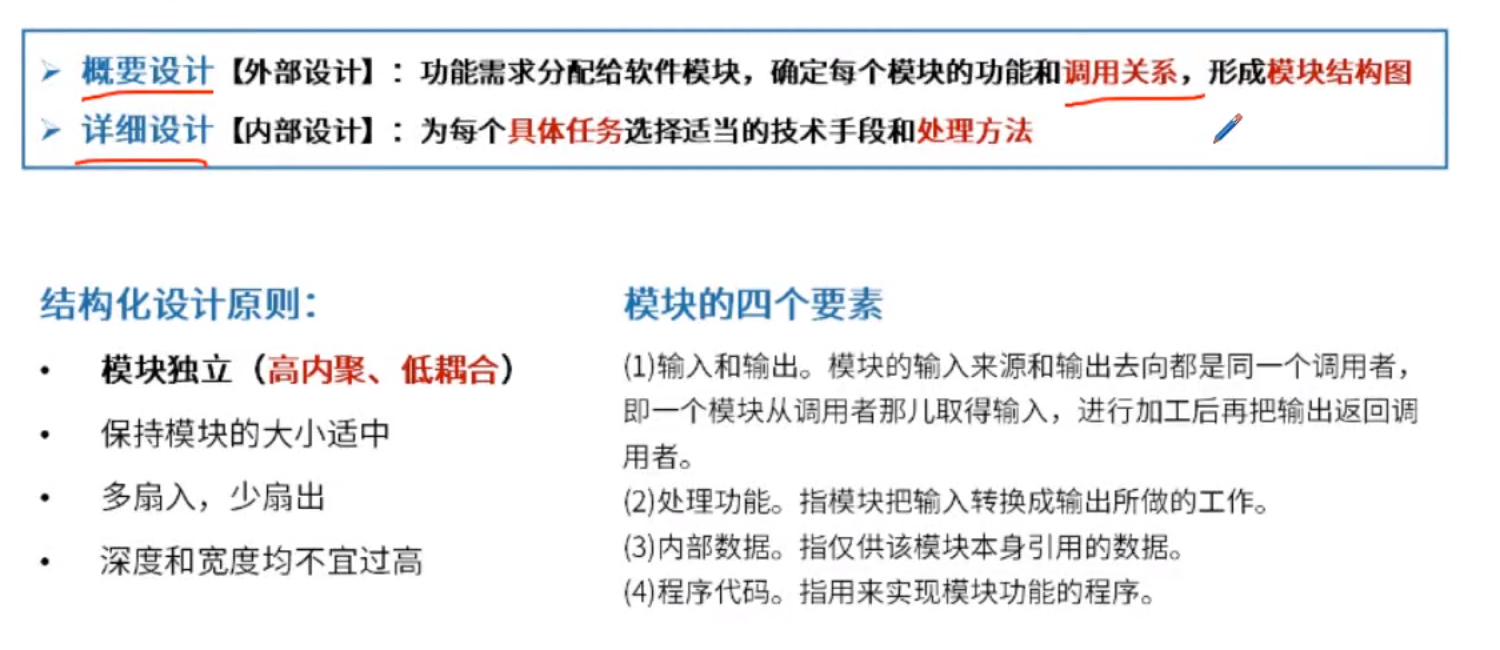 ➢ 概要设计【外部设计】：功能需求分配给软件模块，确定每个模块的功能和调用关系，形成模块结构图
➢ 详细设计【内部设计】：为每个具体任务选择适当的技术手段和处理方法
结构化设计原则：
• 模块独立（高内聚、低耦合）
• 保持模块的大小适中
• 多扇入，少扇出
• 深度和宽度均不宜过高
模块的四个要素
(1)输入和输出。模块的输入来源和输出去向都是同一个调用者，
即一个模块从调用者那儿取得输入，进行加工后再把输出返回调
用者。
(2)处理功能。指模块把输入转换成输出所做的工作。
(3)内部数据。指仅供该模块本身引用的数据。
(4)程序代码。指用来实现模块功能的程序。